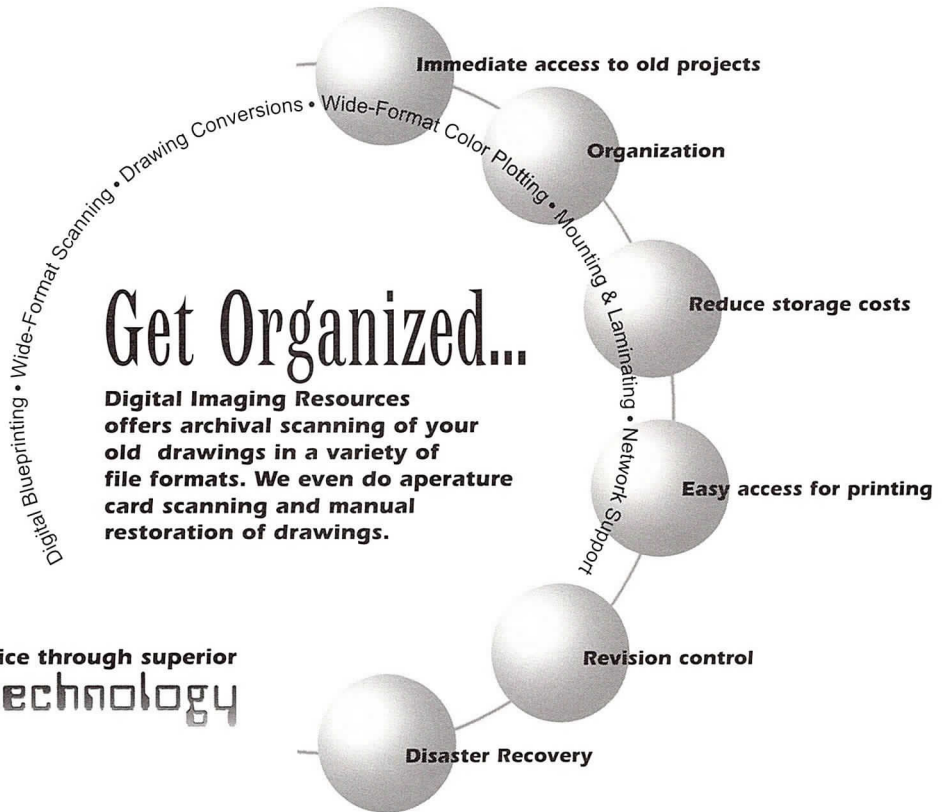 Immediate access to old projects
Organization
Reduce storage costs
Easy access for printing
Revision control
Disaster Recovery
Digital Blueprinting • Wide-Format Scanning • Drawing Conversions • Wide-Format Color Plotting • Mounting & Laminating • Network Support
Get Organized...
Digital Imaging Resources
offers archival scanning of your
old drawings in a variety of
file formats. We even do aperature
card scanning and manual
restoration of drawings.
through superior